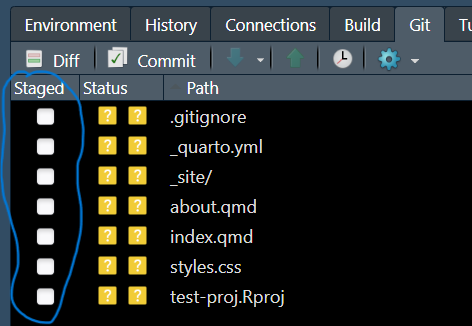 Environment History Connections Build Git Tu
Diff Commit
Staged Status Path
? ? .gitignore
? ? _quarto.yml
? ? _site/
? ? about.qmd
? ? index.qmd
? ? styles.css
? ? test-proj.Rproj